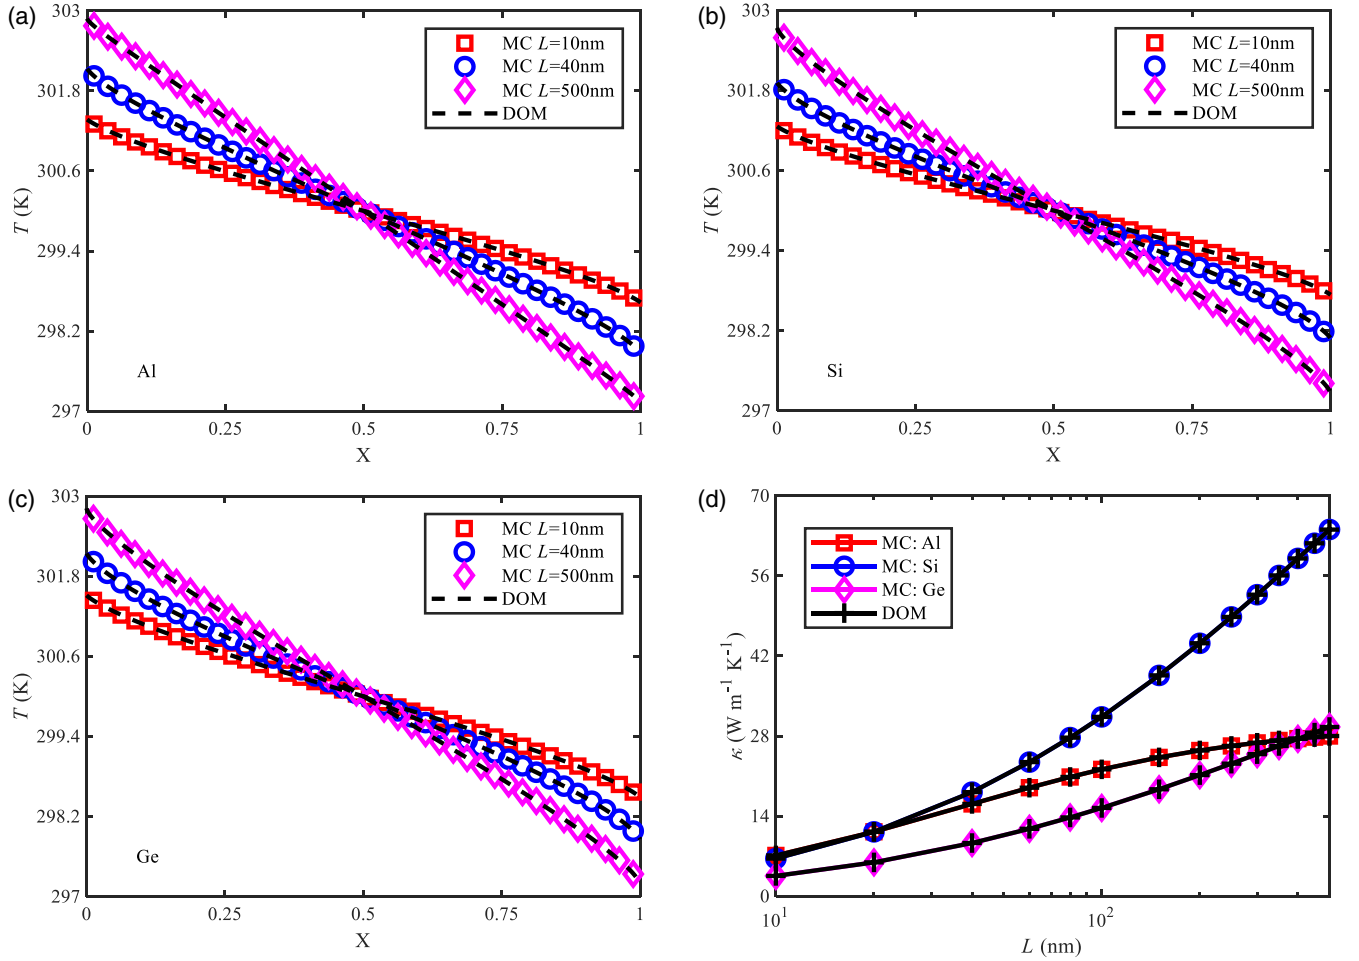 (a)
303
301.8
300.6
299.4
298.2
297
T (K)
0
0.25
0.5
0.75
1
X
MC L=10nm
MC L=40nm
MC L=500nm
DOM
Al
(b)
303
301.8
300.6
299.4
298.2
297
T (K)
0
0.25
0.5
0.75
1
X
MC L=10nm
MC L=40nm
MC L=500nm
DOM
Si
(c)
303
301.8
300.6
299.4
298.2
297
T (K)
0
0.25
0.5
0.75
1
X
MC L=10nm
MC L=40nm
MC L=500nm
DOM
Ge
(d)
70
56
42
28
14
0
κ (W m⁻¹ K⁻¹)
10¹
10²
L (nm)
MC: Al
MC: Si
MC: Ge
DOM